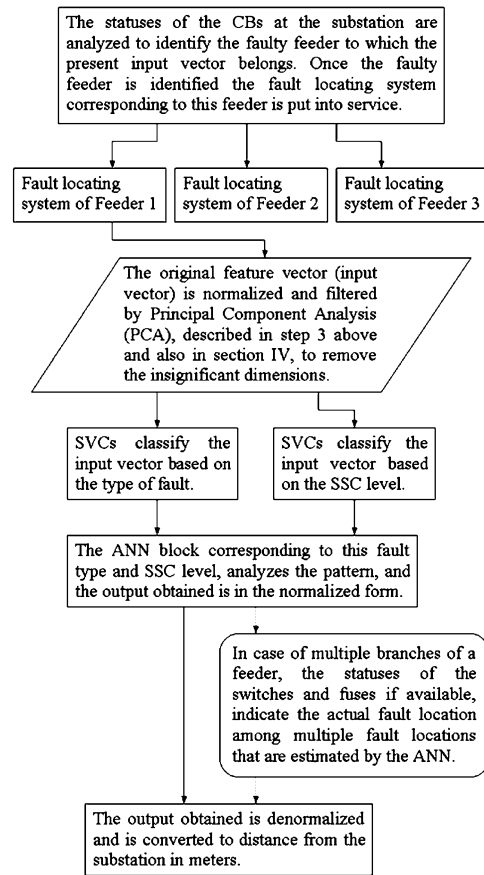 The statuses of the CBs at the substation are
analyzed to identify the faulty feeder to which the
present input vector belongs. Once the faulty
feeder is identified the fault locating system
corresponding to this feeder is put into service.
Fault locating
system of Feeder 1
Fault locating
system of Feeder 2
Fault locating
system of Feeder 3
The original feature vector (input
vector) is normalized and filtered
by Principal Component Analysis
(PCA), described in step 3 above
and also in section IV, to remove
the insignificant dimensions.
SVCs classify the
input vector based on
the type of fault.
SVCs classify the
input vector based
on the SSC level.
The ANN block corresponding to this fault
type and SSC level, analyzes the pattern, and
the output obtained is in the normalized form.
In case of multiple branches of a
feeder, the statuses of the
switches and fuses if available,
indicate the actual fault location
among multiple fault locations
that are estimated by the ANN.
The output obtained is denormalized
and is converted to distance from the
substation in meters.